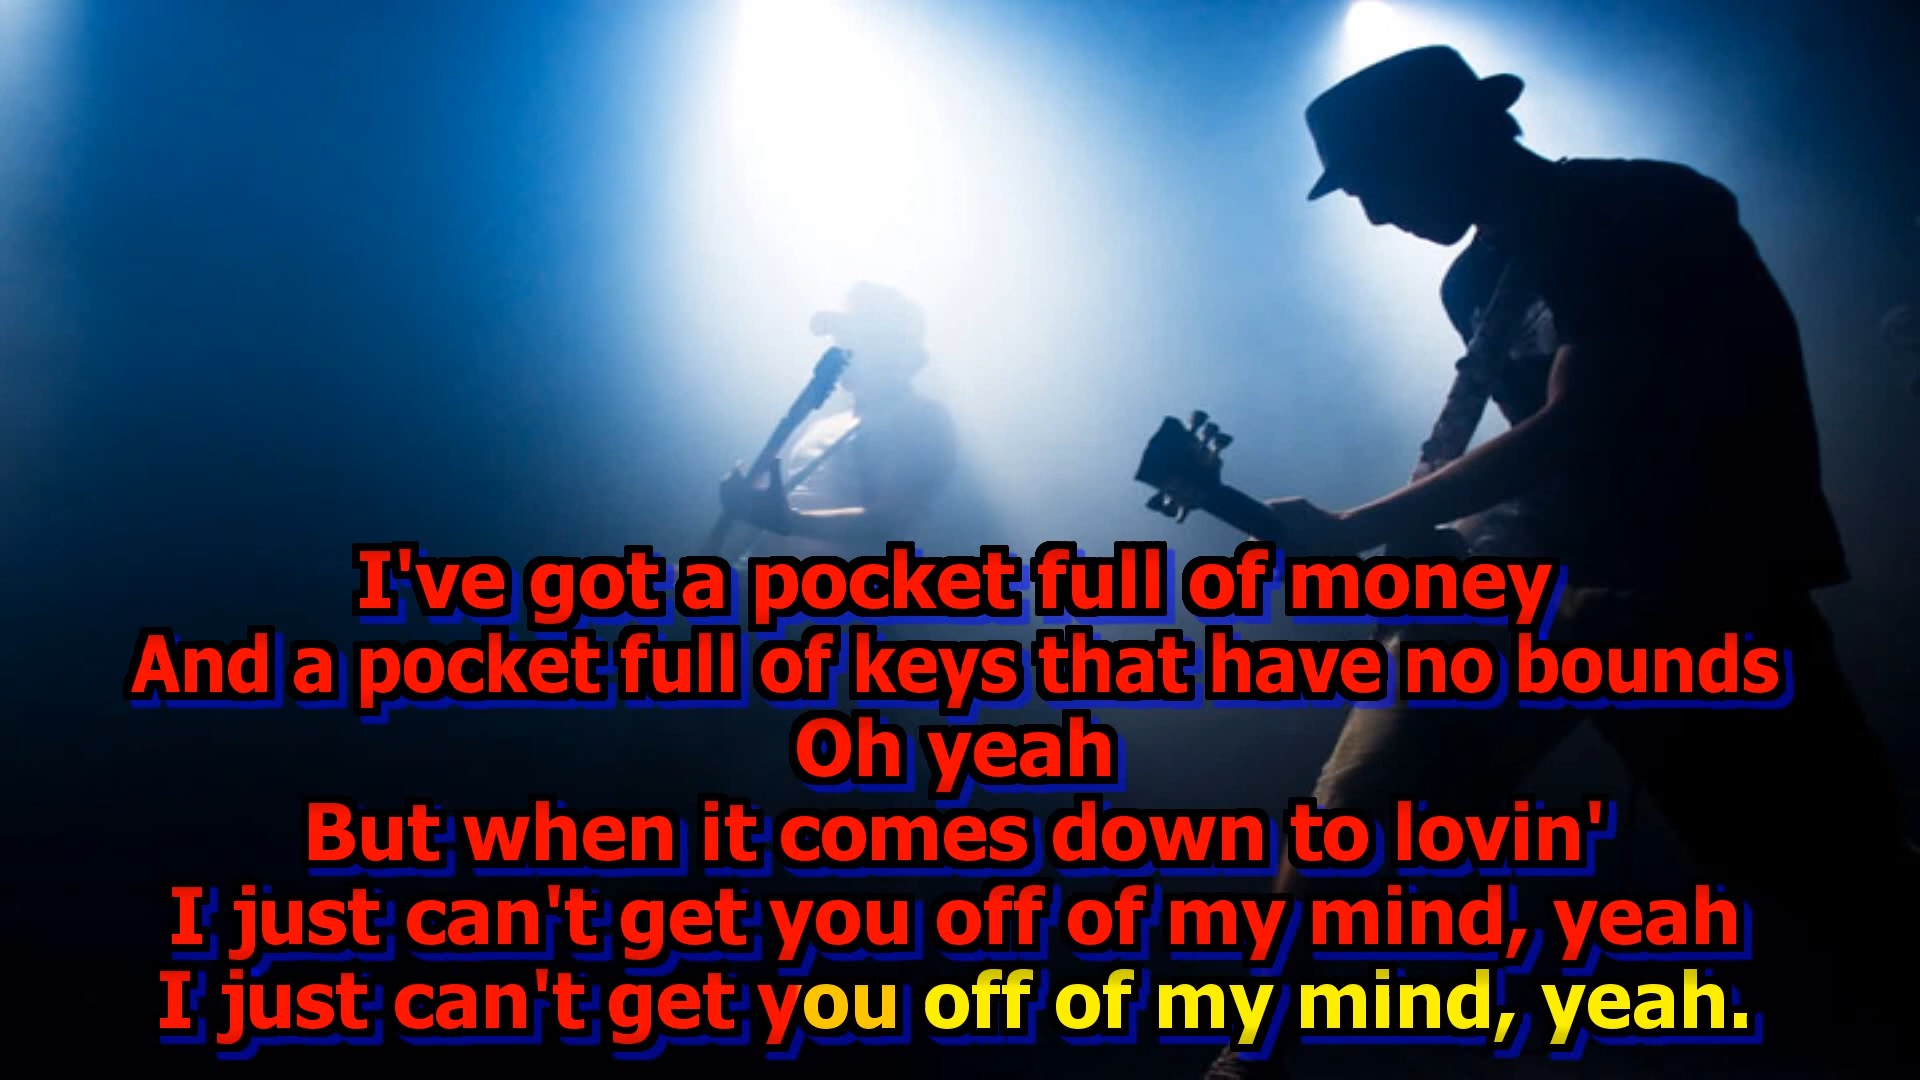 I've got a pocket full of money
And a pocket full of keys that have no bounds
Oh yeah
But when it comes down to lovin'
I just can't get you off of my mind, yeah
I just can't get you off of my mind, yeah.